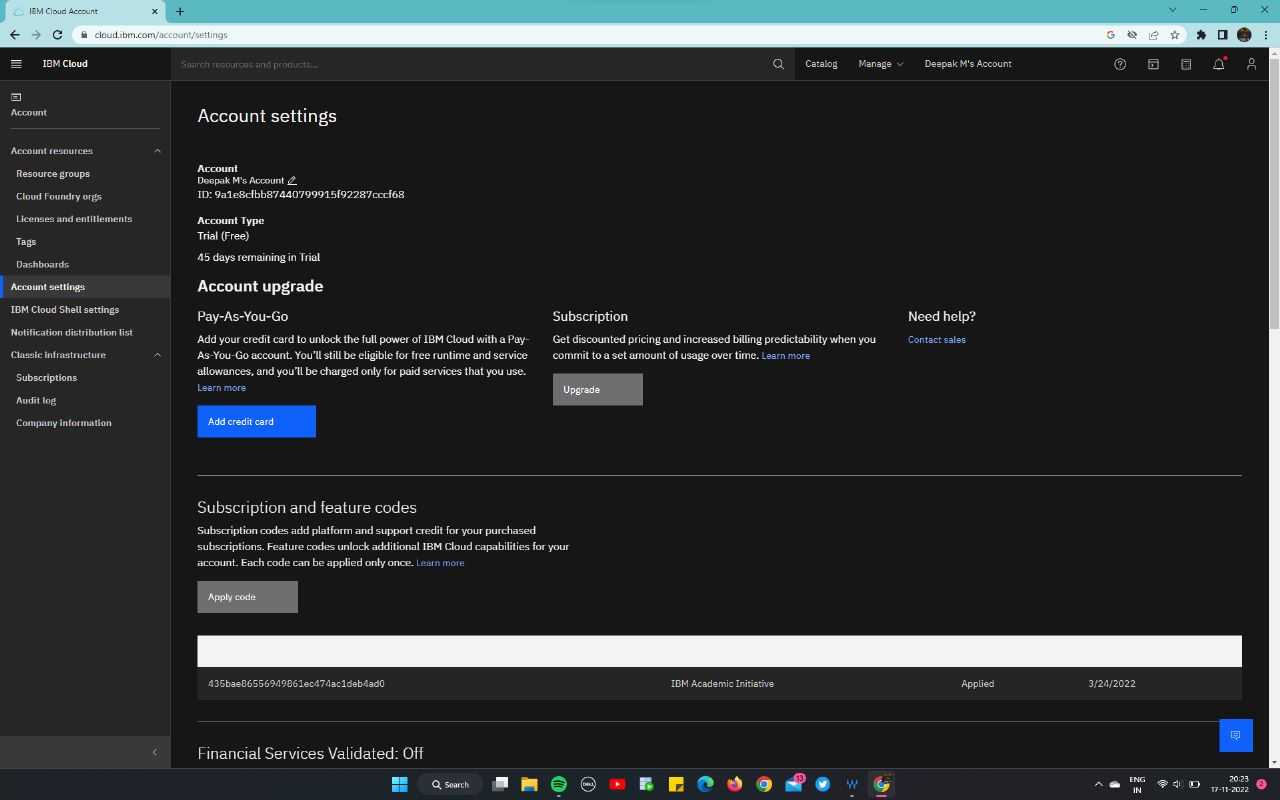 IBM Cloud Account
cloud.ibm.com/account/settings
IBM Cloud
Search resources and products...
Catalog
Manage
Deepak M's Account
Account
Account resources
Resource groups
Cloud Foundry orgs
Licenses and entitlements
Tags
Dashboards
Account settings
IBM Cloud Shell settings
Notification distribution list
Classic infrastructure
Subscriptions
Audit log
Company information
Account settings
Account
Deepak M's Account
ID: 9a1e8cfbb87440799915f92287cccf68
Account Type
Trial (Free)
45 days remaining in Trial
Account upgrade
Pay-As-You-Go
Add your credit card to unlock the full power of IBM Cloud with a Pay-
As-You-Go account. You'll still be eligible for free runtime and service
allowances, and you'll be charged only for paid services that you use.
Learn more
Add credit card
Subscription
Get discounted pricing and increased billing predictability when you
commit to a set amount of usage over time. Learn more
Upgrade
Need help?
Contact sales
Subscription and feature codes
Subscription codes add platform and support credit for your purchased
subscriptions. Feature codes unlock additional IBM Cloud capabilities for your
account. Each code can be applied only once. Learn more
Apply code
435bae86556949861ec474ac1deb4ad0 IBM Academic Initiative Applied 3/24/2022
Financial Services Validated: Off
Search
DELL
13
ENG
IN
20:23
17-11-2022
2